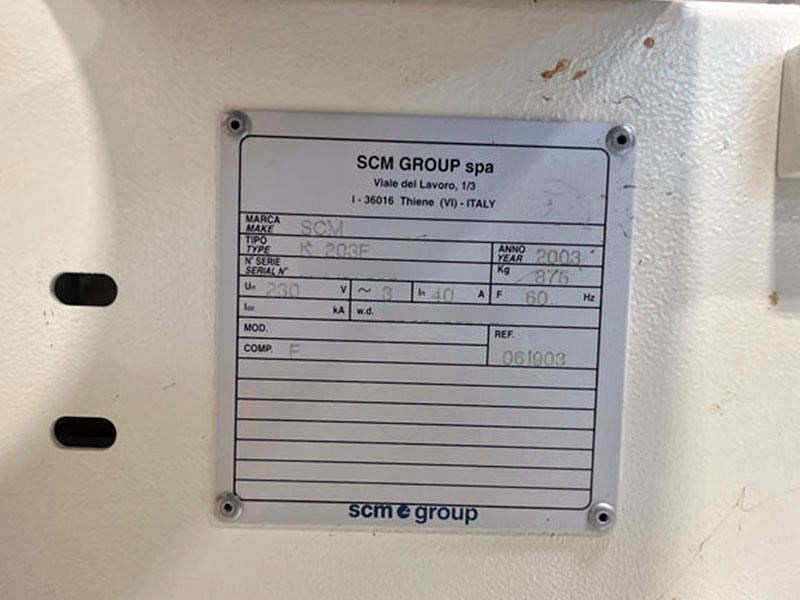 SCM GROUP spa
Viale del Lavoro, 1/3
I - 36016 Thiene (VI) - ITALY
MARCA
MAKE SCM
TIPO
TYPE K 203F
ANNO
YEAR 2003
N° SERIE
SERIAL N°
Kg 875
Un 230 V ~ 3 In 40 A F 60 Hz
Isc kA w.d.
MOD.
REF.
COMP. F
061903
scm group